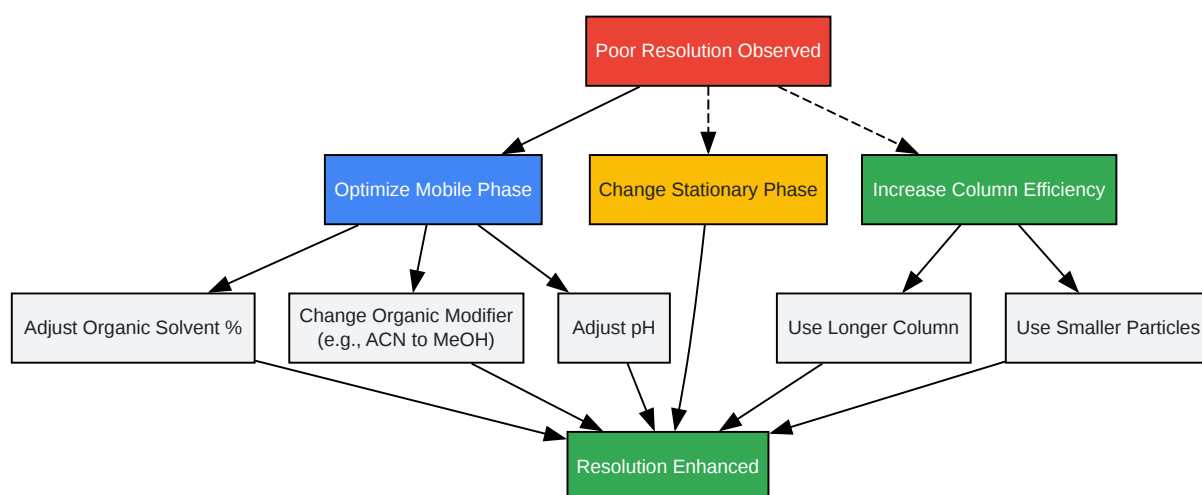 Poor Resolution Observed
Optimize Mobile Phase
Change Stationary Phase
Increase Column Efficiency
Adjust Organic Solvent %
Change Organic Modifier
(e.g., ACN to MeOH)
Adjust pH
Use Longer Column
Use Smaller Particles
Resolution Enhanced